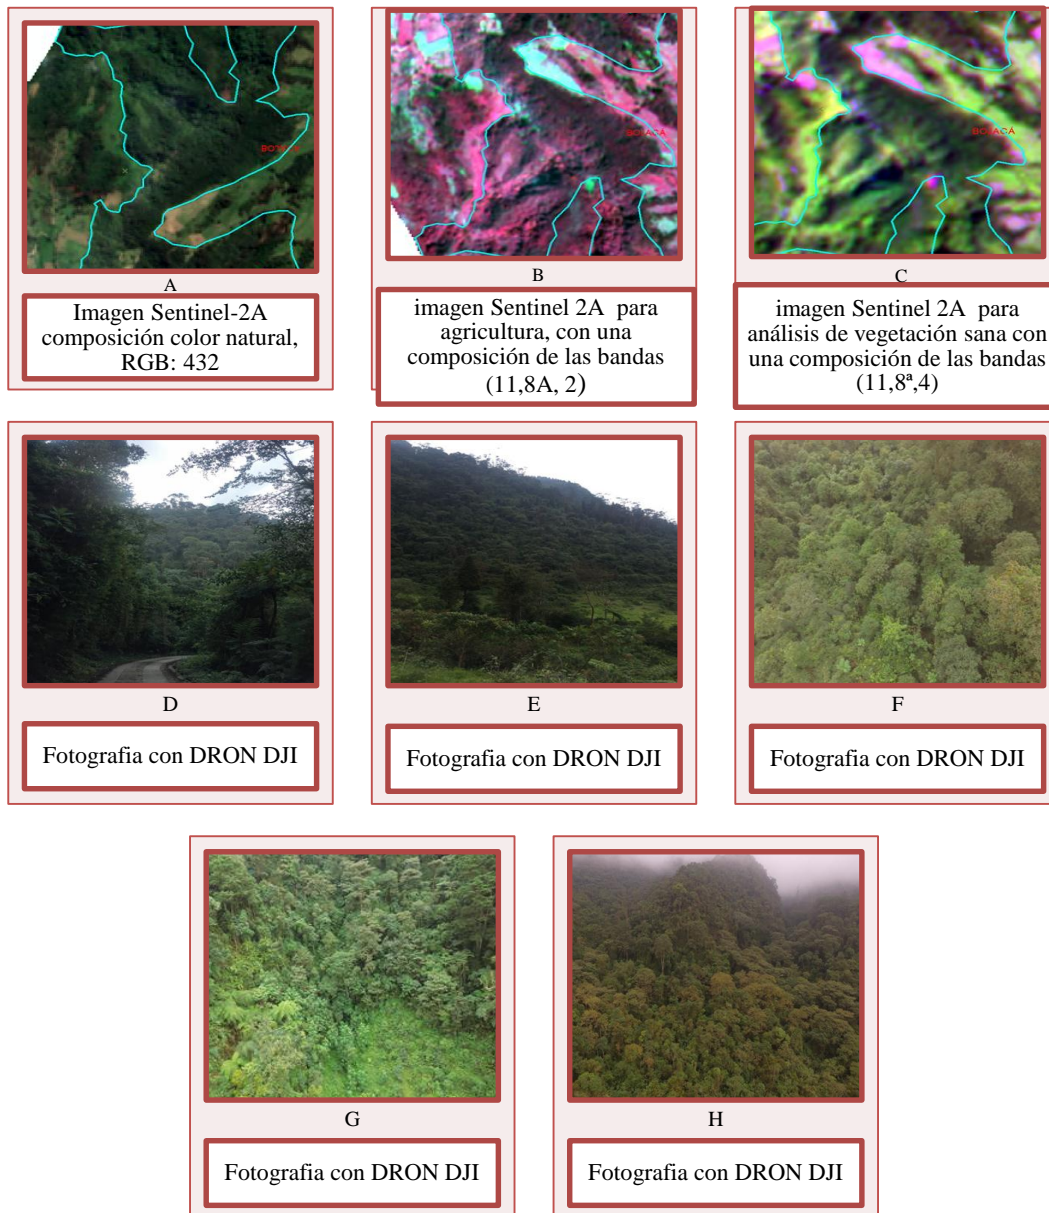 BOJACÁ
BOJACÁ
A
Imagen Sentinel-2A
composición color natural,
RGB: 432
B
imagen Sentinel 2A para
agricultura, con una
composición de las bandas
(11,8A, 2)
C
imagen Sentinel 2A para
análisis de vegetación sana con
una composición de las bandas
(11,8ª,4)
D
Fotografia con DRON DJI
E
Fotografia con DRON DJI
F
Fotografia con DRON DJI
G
Fotografia con DRON DJI
H
Fotografia con DRON DJI